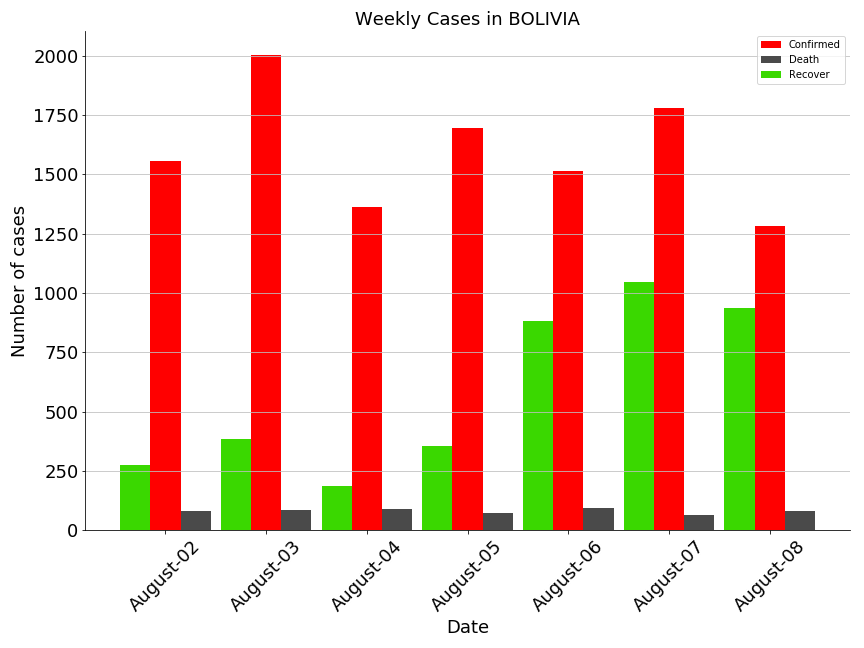 Weekly Cases in BOLIVIA
Confirmed
Death
Recover
Number of cases
2000
1750
1500
1250
1000
750
500
250
0
August-02
August-03
August-04
August-05
August-06
August-07
August-08
Date